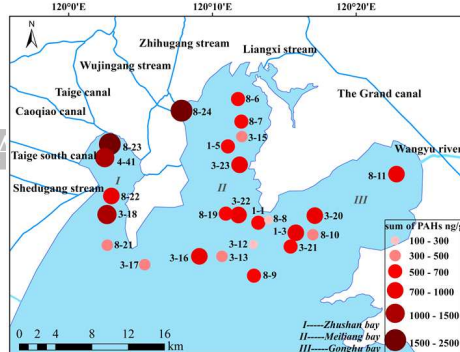 120°0'E
120°10'E
120°20'E
N
Zhihugang stream
Liangxi stream
Wujingang stream
Taige canal
The Grand canal
Caoqiao canal
8-6
8-24
8-7
3-15
1-5
8-23
Wangyu river
Taige south canal
4-41
3-23
8-11
I
II
III
Shedugang stream
8-22
3-22
1-1
3-18
8-19
8-8
3-20
sum of PAHs ng/g
1-3
8-10
100 - 300
8-21
3-12
3-21
300 - 500
3-16
3-13
3-17
500 - 700
8-9
700 - 1000
1000 - 1500
I-----Zhushan bay
II-----Meiliang bay
1500 - 2500
III-----Gonghu bay
0 2 4 8 12 16
km